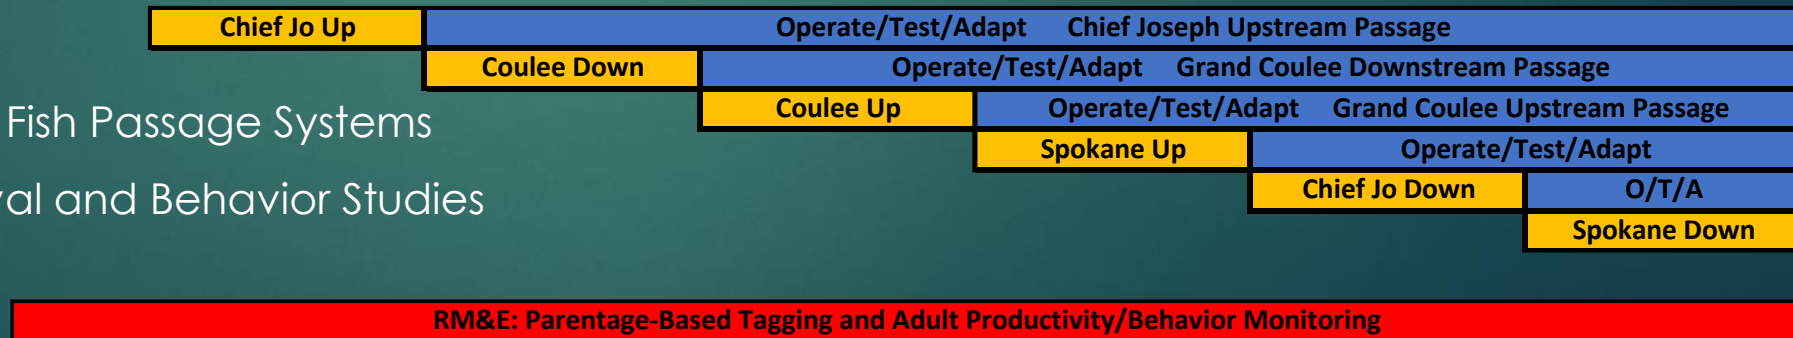 Chief Jo Up Operate/Test/Adapt Chief Joseph Upstream Passage
Coulee Down Operate/Test/Adapt Grand Coulee Downstream Passage
Fish Passage Systems Coulee Up Operate/Test/Adapt Grand Coulee Upstream Passage
Spokane Up Operate/Test/Adapt
and Behavior Studies Chief Jo Down O/T/A
Spokane Down
RM&E: Parentage-Based Tagging and Adult Productivity/Behavior Monitoring